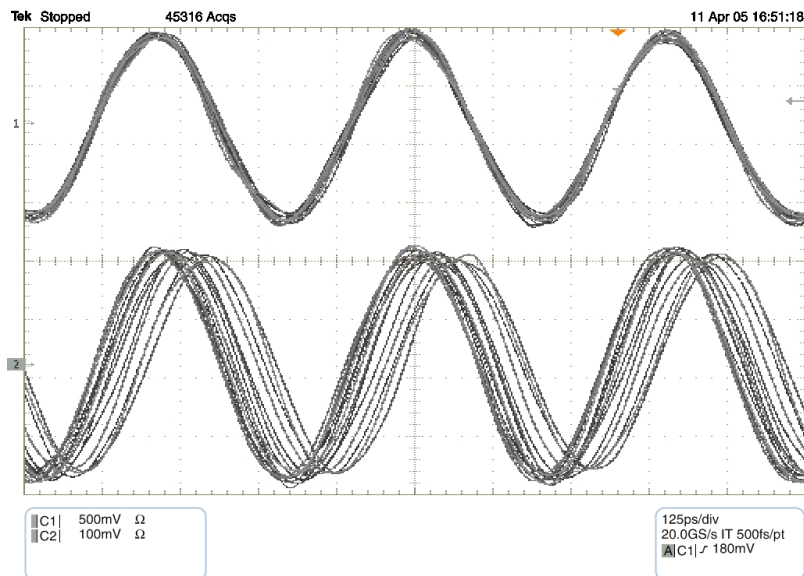 Tek Stopped 45316 Acqs 11 Apr 05 16:51:18
1
2
C1 500mV Ω
C2 100mV Ω
125ps/div
20.0GS/s IT 500fs/pt
A C1 ∫ 180mV